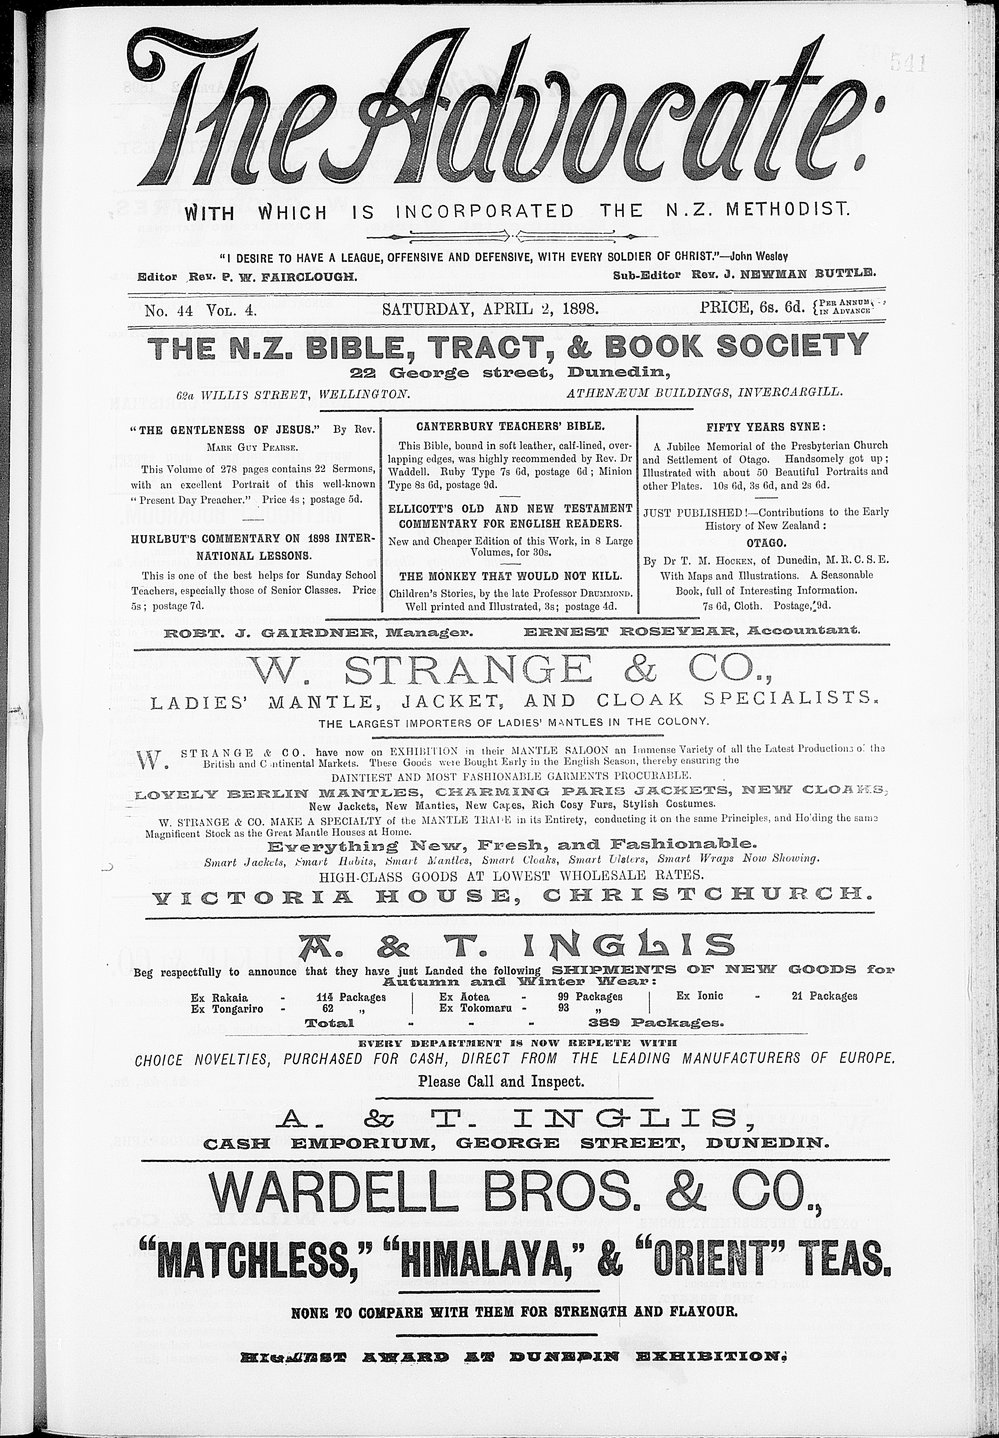 541
The Advocate:
WITH WHICH IS INCORPORATED THE N.Z. METHODIST.
"I DESIRE TO HAVE A LEAGUE, OFFENSIVE AND DEFENSIVE, WITH EVERY SOLDIER OF CHRIST."—John Wesley
Editor Rev. P. W. FAIRCLOUGH. Sub-Editor Rev. J. NEWMAN BUTTLE.
No. 44 VOL. 4. SATURDAY, APRIL 2, 1898. PRICE, 6s. 6d. {PER ANNUM, IN ADVANCE
THE N.Z. BIBLE, TRACT, & BOOK SOCIETY
22 George street, Dunedin,
62a WILLIS STREET, WELLINGTON. ATHENÆUM BUILDINGS, INVERCARGILL.
"THE GENTLENESS OF JESUS." By Rev.
MARK GUY PEARSE.
This Volume of 278 pages contains 22 Sermons,
with an excellent Portrait of this well-known
"Present Day Preacher." Price 4s; postage 5d.
HURLBUT'S COMMENTARY ON 1898 INTER-
NATIONAL LESSONS.
This is one of the best helps for Sunday School
Teachers, especially those of Senior Classes. Price
5s; postage 7d.
CANTERBURY TEACHERS' BIBLE.
This Bible, bound in soft leather, calf-lined, over-
lapping edges, was highly recommended by Rev. Dr
Waddell. Ruby Type 7s 6d, postage 6d; Minion
Type 8s 6d, postage 9d.
ELLICOTT'S OLD AND NEW TESTAMENT
COMMENTARY FOR ENGLISH READERS.
New and Cheaper Edition of this Work, in 8 Large
Volumes, for 30s.
THE MONKEY THAT WOULD NOT KILL.
Children's Stories, by the late Professor DRUMMOND.
Well printed and Illustrated, 3s; postage 4d.
FIFTY YEARS SYNE:
A Jubilee Memorial of the Presbyterian Church
and Settlement of Otago. Handsomely got up;
Illustrated with about 50 Beautiful Portraits and
other Plates. 10s 6d, 3s 6d, and 2s 6d.
JUST PUBLISHED!—Contributions to the Early
History of New Zealand:
OTAGO.
By Dr T. M. HOCKEN, of Dunedin, M.R.C.S.E.
With Maps and Illustrations. A Seasonable
Book, full of Interesting Information.
7s 6d, Cloth. Postage, 9d.
ROBT. J. GAIRDNER, Manager. ERNEST ROSEVEAR, Accountant.
W. STRANGE & CO.,
LADIES' MANTLE, JACKET, AND CLOAK SPECIALISTS.
THE LARGEST IMPORTERS OF LADIES' MANTLES IN THE COLONY.
W. STRANGE & CO. have now on EXHIBITION in their MANTLE SALOON an Immense Variety of all the Latest Productions of the
British and Continental Markets. These Goods were Bought Early in the English Season, thereby ensuring the
DAINTIEST AND MOST FASHIONABLE GARMENTS PROCURABLE.
LOVELY BERLIN MANTLES, CHARMING PARIS JACKETS, NEW CLOAKS,
New Jackets, New Mantles, New Capes, Rich Cosy Furs, Stylish Costumes.
W. STRANGE & CO. MAKE A SPECIALTY of the MANTLE TRADE in its Entirety, conducting it on the same Principles, and Holding the same
Magnificent Stock as the Great Mantle Houses at Home.
Everything New, Fresh, and Fashionable.
Smart Jackets, Smart Habits, Smart Mantles, Smart Cloaks, Smart Ulsters, Smart Wraps Now Showing.
HIGH-CLASS GOODS AT LOWEST WHOLESALE RATES.
VICTORIA HOUSE, CHRISTCHURCH.
A. & T. INGLIS
Beg respectfully to announce that they have just Landed the following SHIPMENTS OF NEW GOODS for
Autumn and Winter Wear:
Ex Rakaia - 114 Packages | Ex Aotea - 99 Packages | Ex Ionic - 21 Packages
Ex Tongariro - 62 „ | Ex Tokomaru - 93 „
Total - - - 389 Packages.
EVERY DEPARTMENT IS NOW REPLETE WITH
CHOICE NOVELTIES, PURCHASED FOR CASH, DIRECT FROM THE LEADING MANUFACTURERS OF EUROPE.
Please Call and Inspect.
A. & T. INGLIS,
CASH EMPORIUM, GEORGE STREET, DUNEDIN.
WARDELL BROS. & CO.,
"MATCHLESS," "HIMALAYA," & "ORIENT" TEAS.
NONE TO COMPARE WITH THEM FOR STRENGTH AND FLAVOUR.
HIGHEST AWARD AT DUNEDIN EXHIBITION.